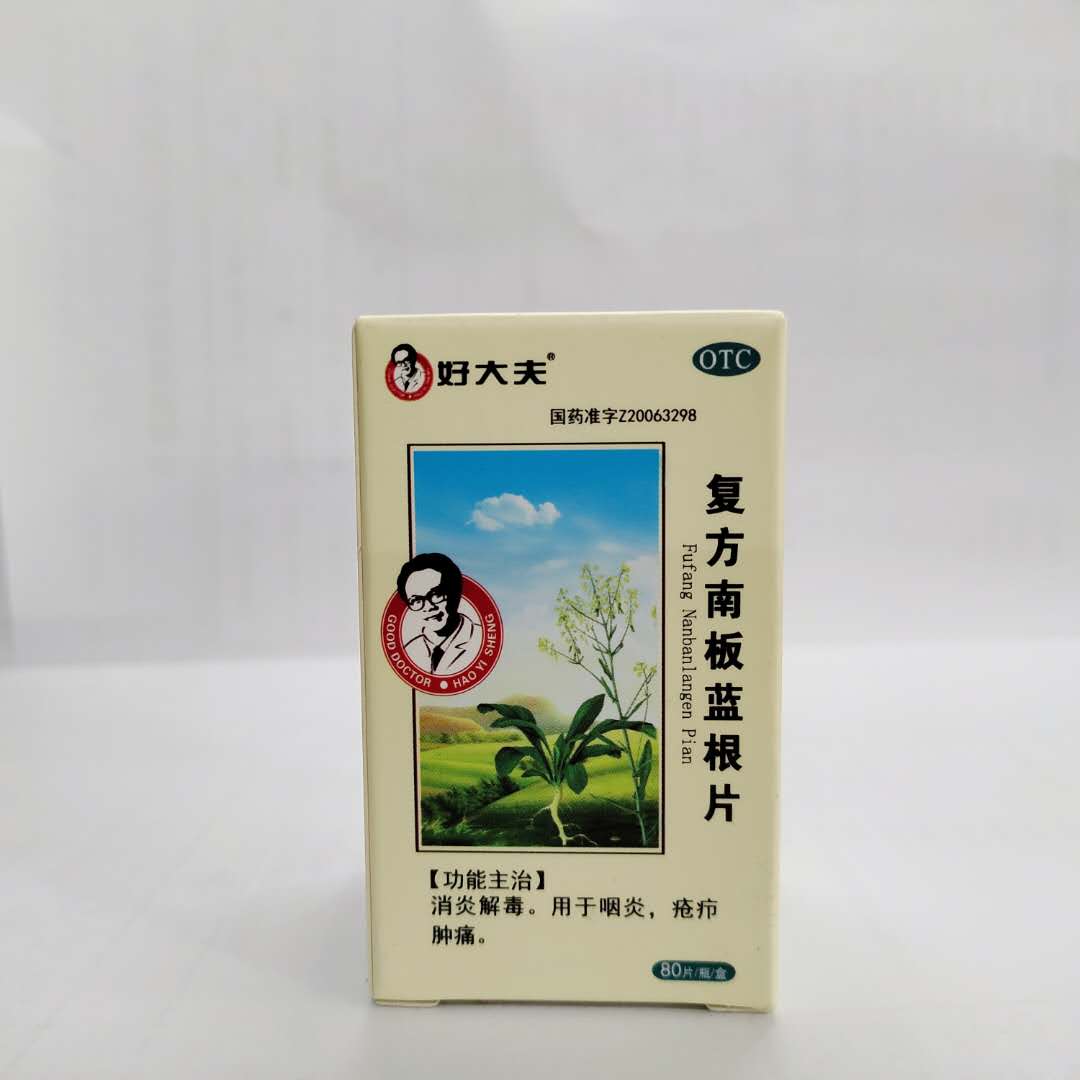 好大夫®
OTC
国药准字Z20063298
复方南板蓝根片
Fufang Nanbanlangen Pian
GOOD DOCTOR • HAO YI SHENG
【功能主治】
消炎解毒。用于咽炎，疮疖
肿痛。
80片/瓶/盒